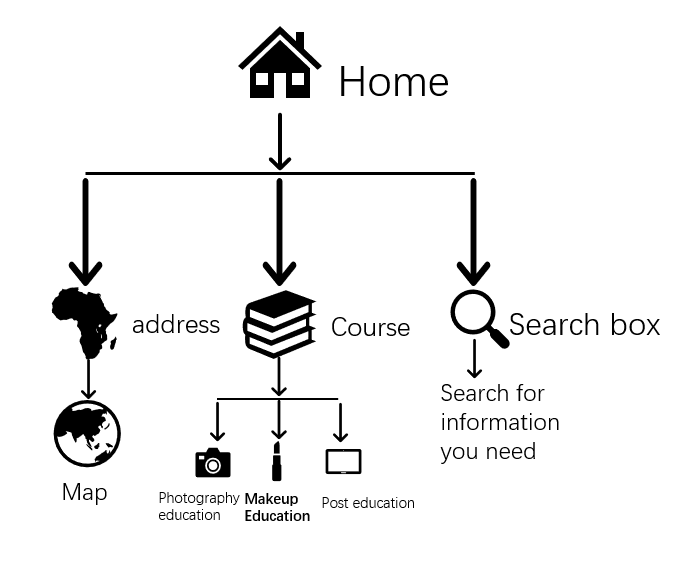 Home
address
Course
Search box
Search for
information
you need
Map
Photography
education
Makeup
Education
Post education